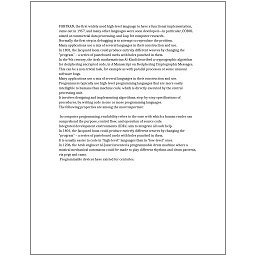 FORTRAN, the first widely used high-level language to have a functional implementation,
came out in 1957, and many other languages were soon developed—in particular, COBOL
aimed at commercial data processing, and Lisp for computer research.
Normally the first step in debugging is to attempt to reproduce the problem.
Many applications use a mix of several languages in their construction and use.
In 1801, the Jacquard loom could produce entirely different weaves by changing the
"program" – a series of pasteboard cards with holes punched in them.
In the 9th century, the Arab mathematician Al-Kindi described a cryptographic algorithm
for deciphering encrypted code, in A Manuscript on Deciphering Cryptographic Messages.
This can be a non-trivial task, for example as with parallel processes or some unusual
software bugs.
Many applications use a mix of several languages in their construction and use.
Programmers typically use high-level programming languages that are more easily
intelligible to humans than machine code, which is directly executed by the central
processing unit.
It involves designing and implementing algorithms, step-by-step specifications of
procedures, by writing code in one or more programming languages.
The following properties are among the most important:

In computer programming, readability refers to the ease with which a human reader can
comprehend the purpose, control flow, and operation of source code.
Integrated development environments (IDEs) aim to integrate all such help.
In 1801, the Jacquard loom could produce entirely different weaves by changing the
"program" – a series of pasteboard cards with holes punched in them.
It is usually easier to code in "high-level" languages than in "low-level" ones.
In 1206, the Arab engineer Al-Jazari invented a programmable drum machine where a
musical mechanical automaton could be made to play different rhythms and drum patterns,
via pegs and cams.
Programmable devices have existed for centuries.